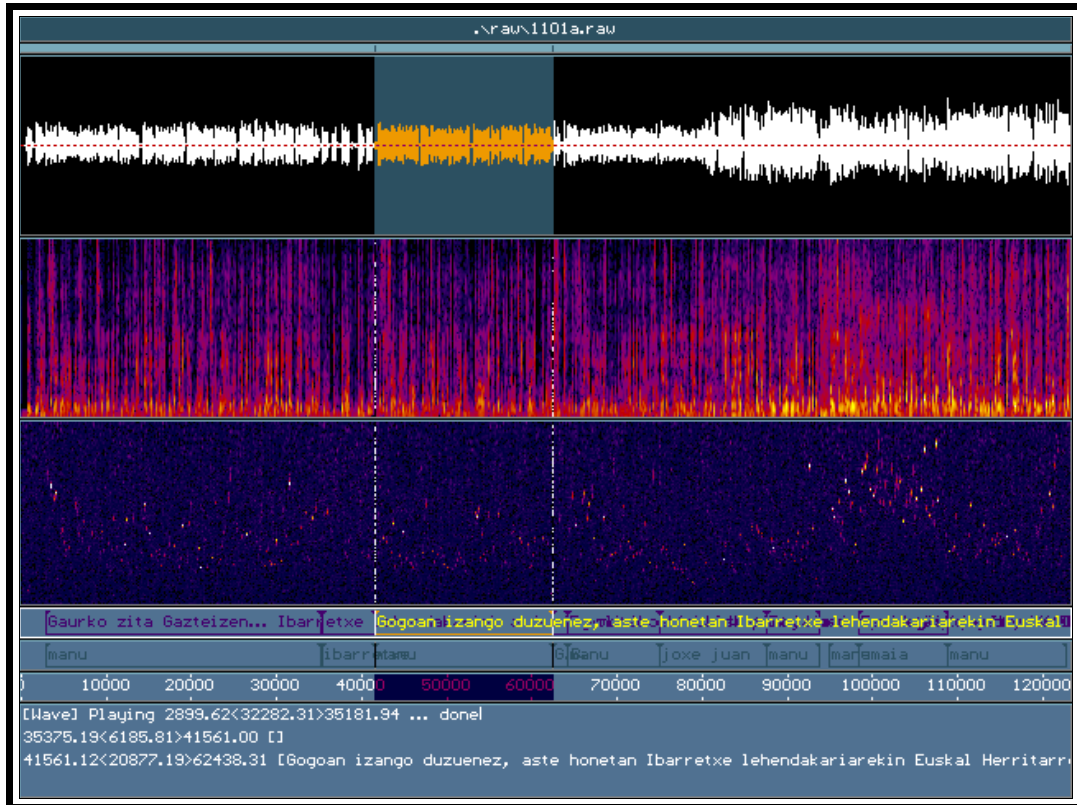 .\raw\1101a.raw
Gaurko zita Gazteizen... Ibarretxe Gogoan izango duzuenez, aste honetan Ibarretxe lehendakariarekin Euskal
manu manu joxe juan manu maia manu
10000 20000 30000 40000 50000 60000 70000 80000 90000 100000 110000 120000
[Wave] Playing 2899.62<32282.31>35181.94 ... done
35375.19<6185.81>41561.00 []
41561.12<20877.19>62438.31 [Gogoan izango duzuenez, aste honetan Ibarretxe lehendakariarekin Euskal Herritarr